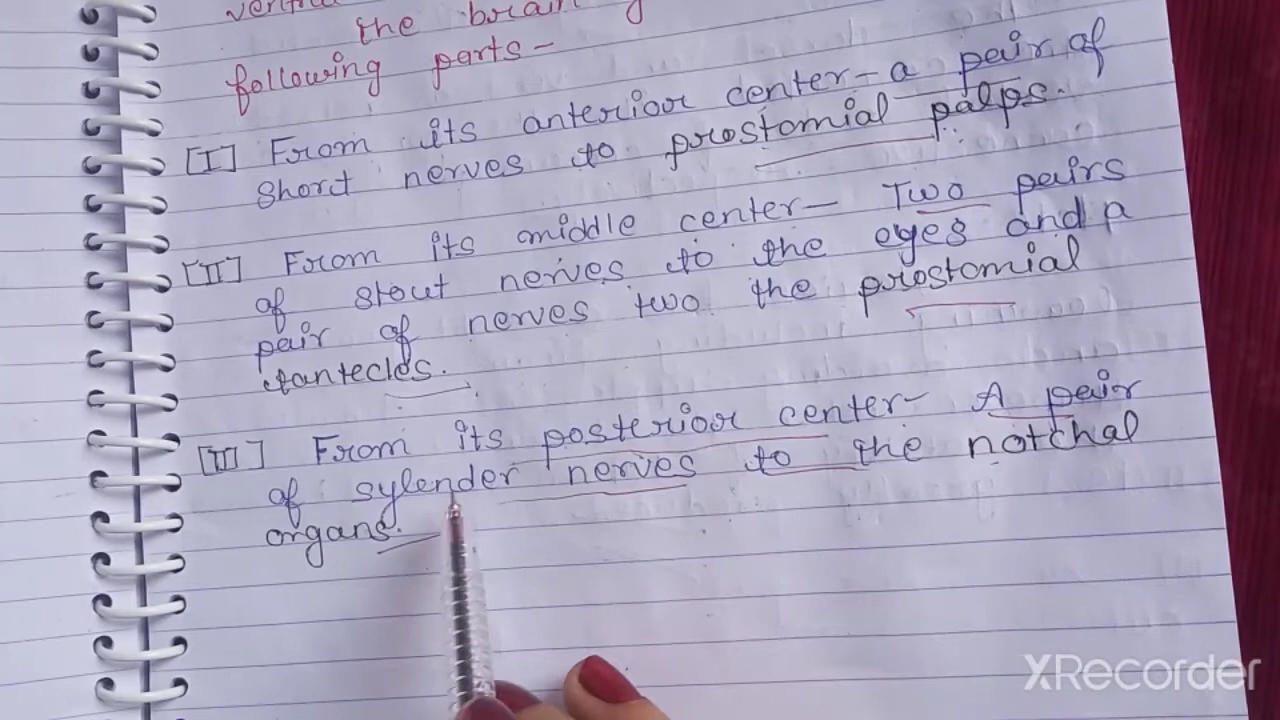 the brain
following parts-
[I] From its anterior center- a pair of
Short nerves to prostomial palps.
[II] From its middle center- Two pairs
of stout nerves to the eyes and a
pair of nerves two the prostomial
tantecles.
[II] From its posterior center- A pair
of sylender nerves to the notchal
organs.
XRecorder